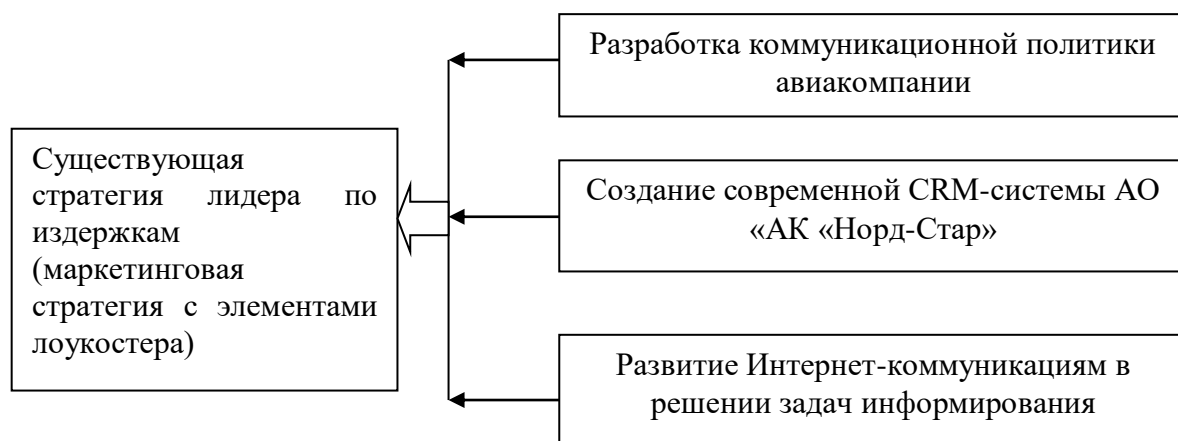 Разработка коммуникационной политики
авиакомпании
Существующая
стратегия лидера по
издержкам
(маркетинговая
стратегия с элементами
лоукостера)
Создание современной CRM-системы АО
«АК «Норд-Стар»
Развитие Интернет-коммуникациям в
решении задач информирования